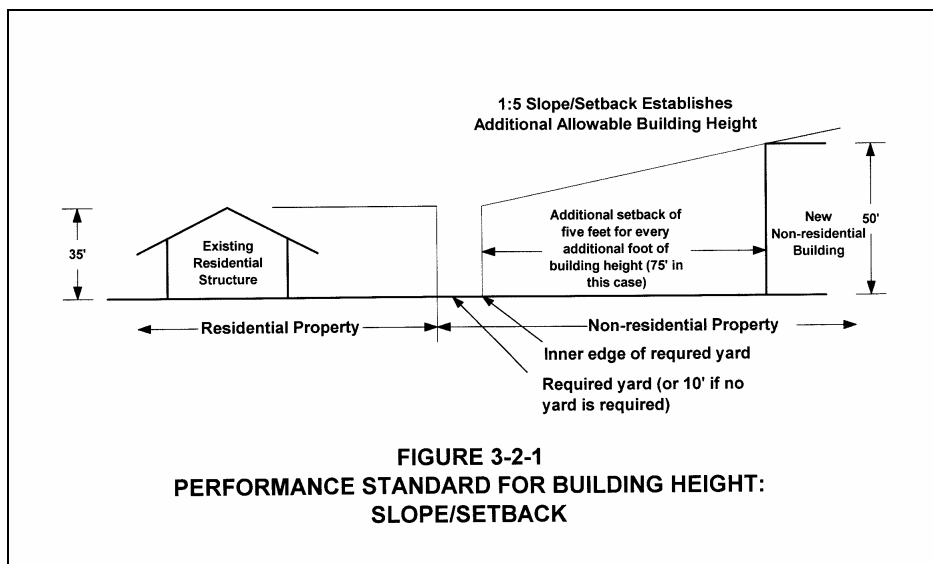 1:5 Slope/Setback Establishes
Additional Allowable Building Height
35'
Existing
Residential
Structure
Additional setback of
five feet for every
additional foot of
building height (75' in
this case)
New
Non-residential
Building
50'
Residential Property
Non-residential Property
Inner edge of requred yard
Required yard (or 10' if no
yard is required)
FIGURE 3-2-1
PERFORMANCE STANDARD FOR BUILDING HEIGHT:
SLOPE/SETBACK